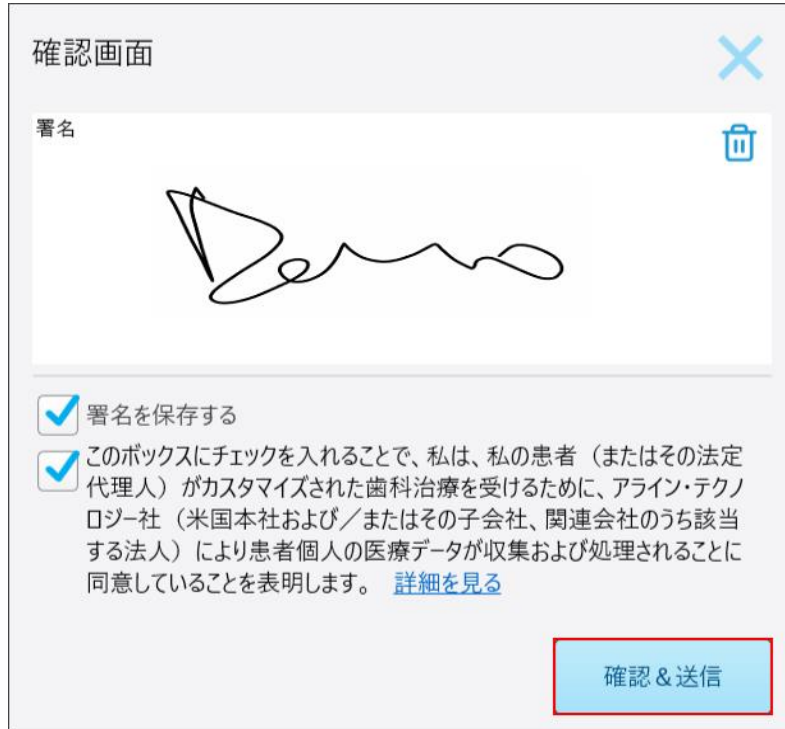 確認画面
署名
Demo
署名を保存する
このボックスにチェックを入れることで、私は、私の患者（またはその法定
代理人）がカスタマイズされた歯科治療を受けるために、アライン・テクノ
ロジー社（米国本社および／またはその子会社、関連会社のうち該当
する法人）により患者個人の医療データが収集および処理されることに
同意していることを表明します。 詳細を見る
確認＆送信